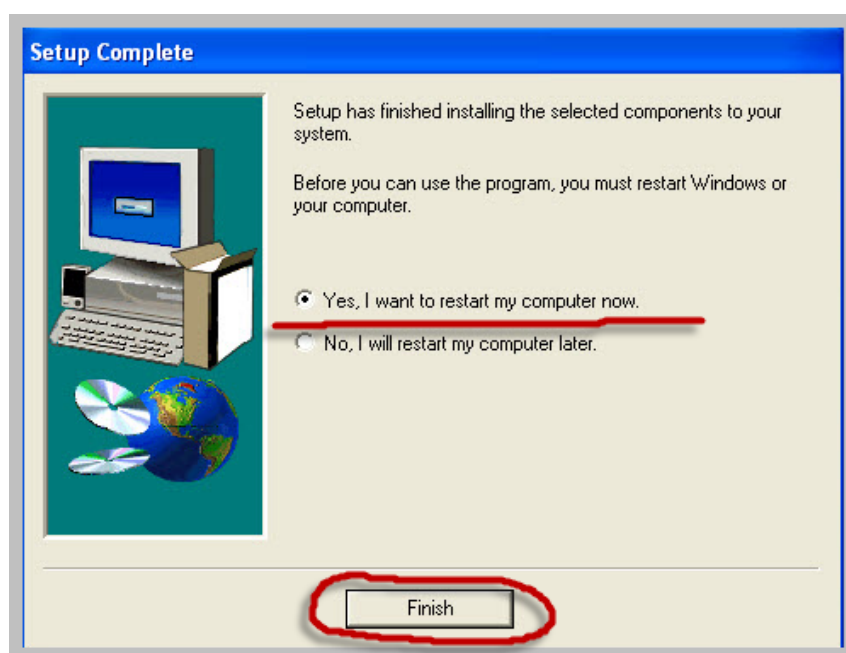 Setup Complete
Setup has finished installing the selected components to your
system.
Before you can use the program, you must restart Windows or
your computer.
Yes, I want to restart my computer now.
No, I will restart my computer later.
Finish